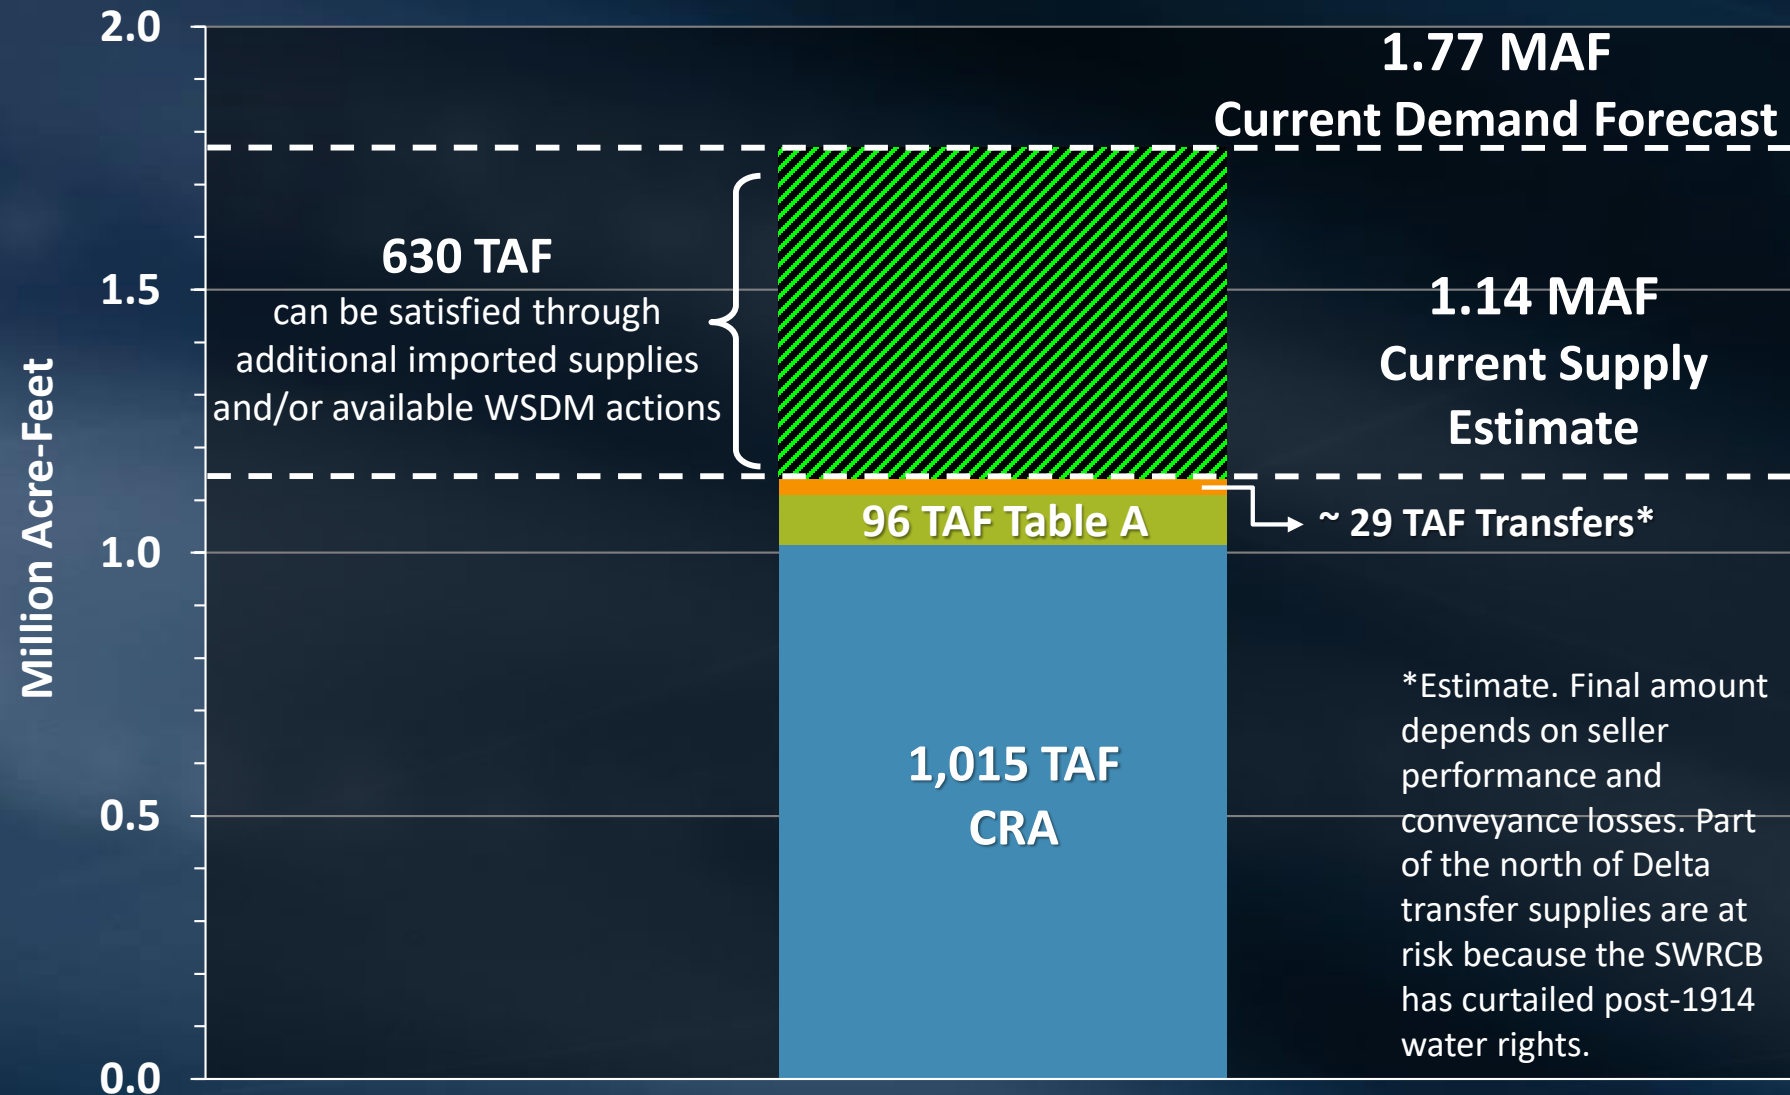 Million Acre-Feet
2.0
1.5
1.0
0.5
0.0
1.77 MAF
Current Demand Forecast
630 TAF
can be satisfied through
additional imported supplies
and/or available WSDM actions
1.14 MAF
Current Supply
Estimate
96 TAF Table A
~ 29 TAF Transfers*
1,015 TAF
CRA
*Estimate. Final amount
depends on seller
performance and
conveyance losses. Part
of the north of Delta
transfer supplies are at
risk because the SWRCB
has curtailed post-1914
water rights.